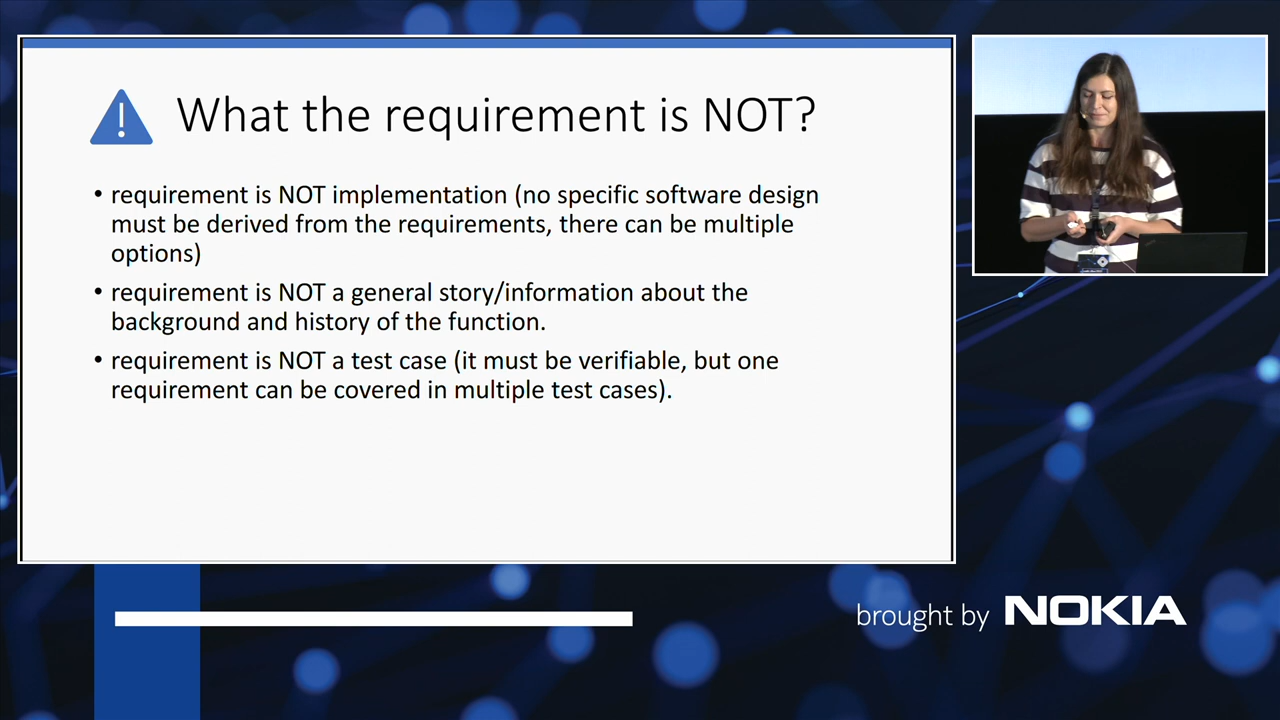 What the requirement is NOT?
• requirement is NOT implementation (no specific software design
must be derived from the requirements, there can be multiple
options)
• requirement is NOT a general story/information about the
background and history of the function.
• requirement is NOT a test case (it must be verifiable, but one
requirement can be covered in multiple test cases).
brought by NOKIA